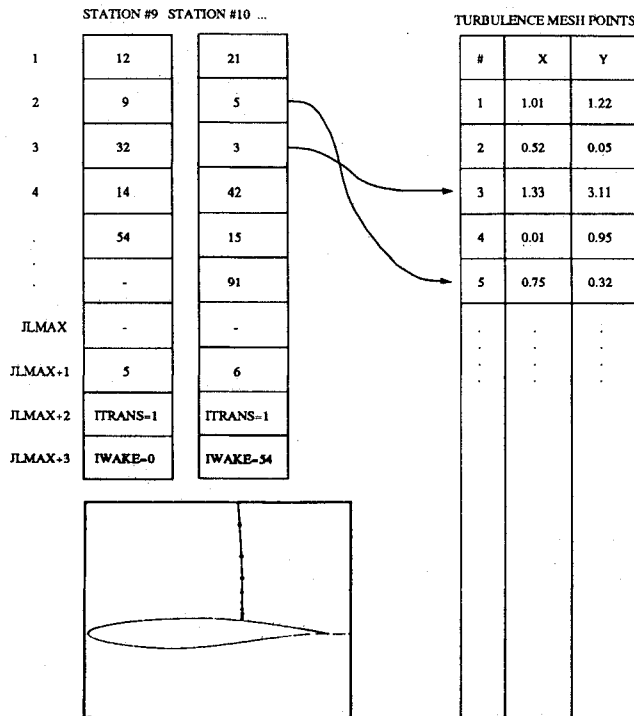 STATION #9 STATION #10 ...
TURBULENCE MESH POINTS
# X Y
1 12 21
2 9 5
3 32 3
4 14 42
. 54 15
. - 91
.
JLMAX - -
JLMAX+1 5 6
JLMAX+2 ITRANS=1 ITRANS=1
JLMAX+3 IWAKE=0 IWAKE=54
1 1.01 1.22
2 0.52 0.05
3 1.33 3.11
4 0.01 0.95
5 0.75 0.32
. . .
. . .
. . .
. . .